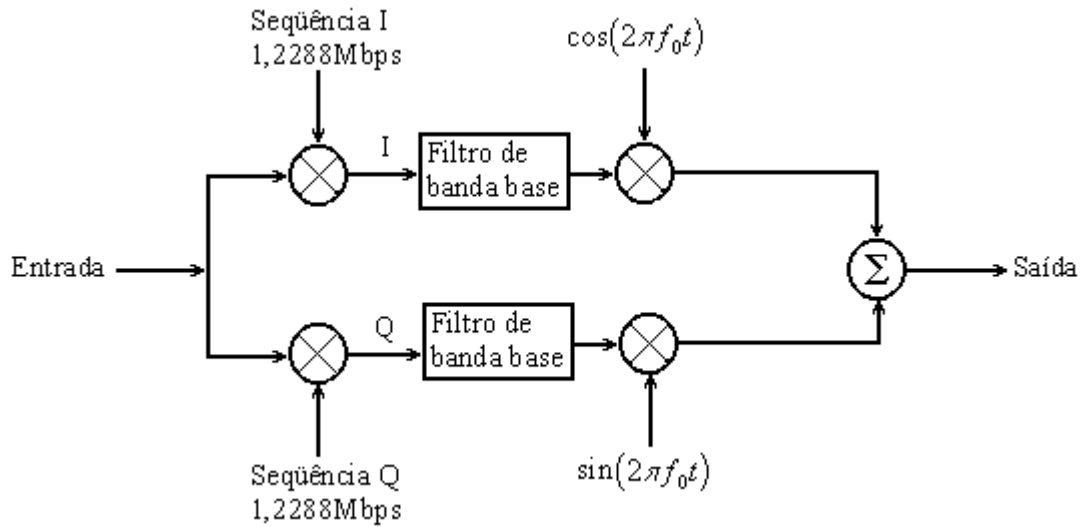 Seqüência I
1,2288Mbps
cos(2πf₀t)
I
Filtro de
banda base
Entrada
Σ
Saída
Q
Filtro de
banda base
Seqüência Q
1,2288Mbps
sin(2πf₀t)